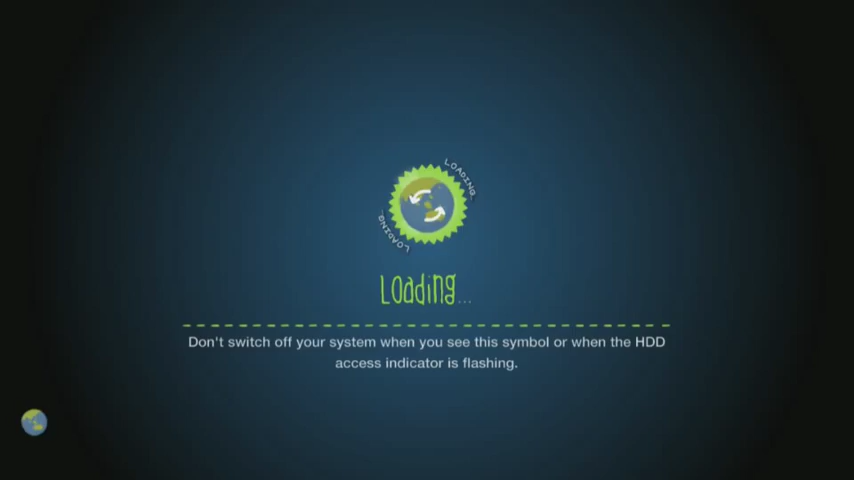 LOADING...
LOADING...
Loading...
Don't switch off your system when you see this symbol or when the HDD
access indicator is flashing.